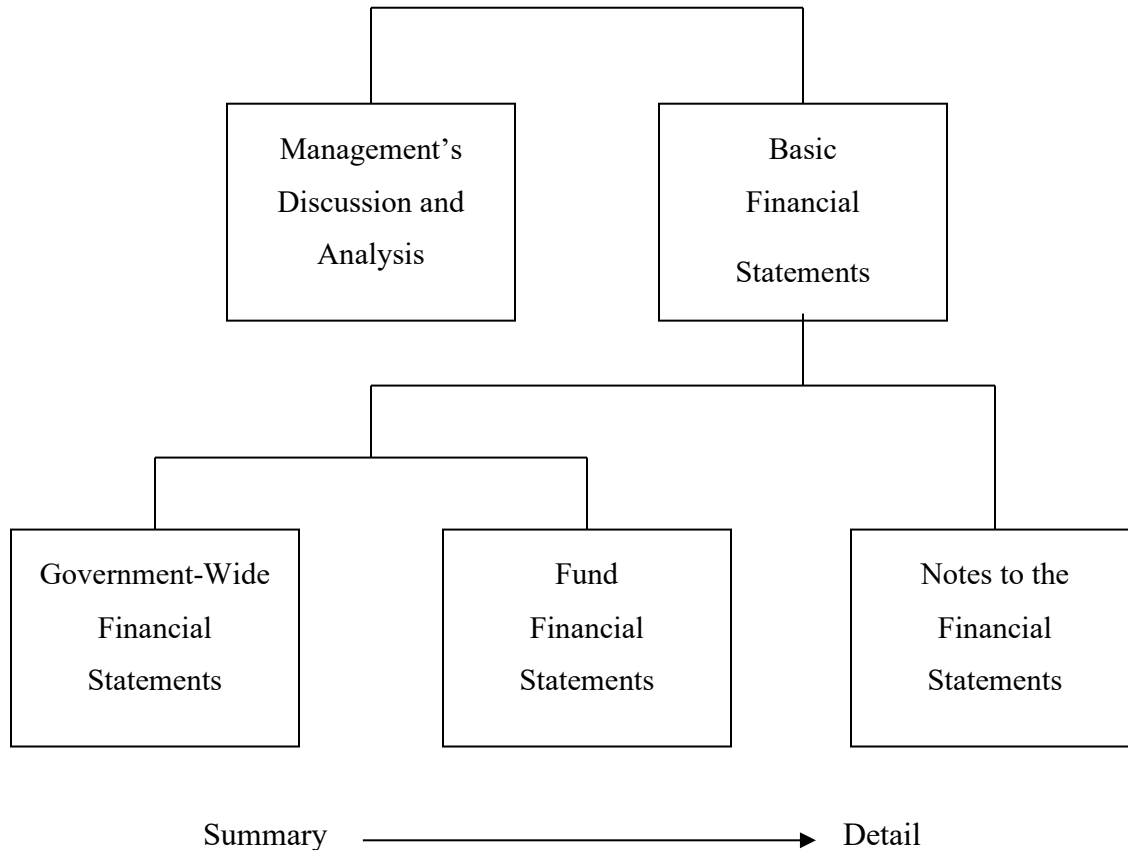 Management’s
Discussion and
Analysis
Basic
Financial
Statements
Government-Wide
Financial
Statements
Fund
Financial
Statements
Notes to the
Financial
Statements
Summary
Detail